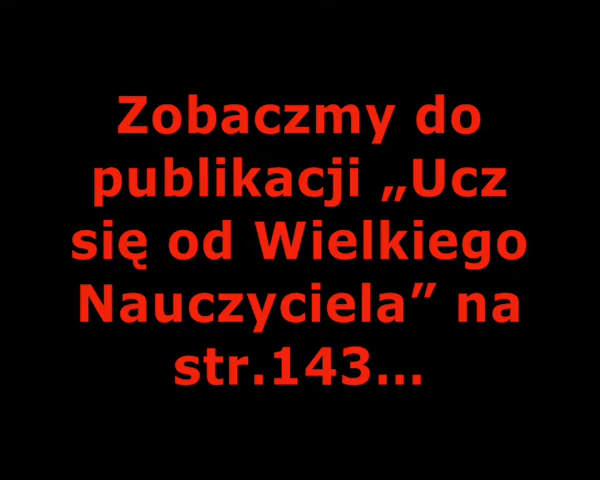 Zobaczmy do
publikacji „Ucz
się od Wielkiego
Nauczyciela” na
str.143...